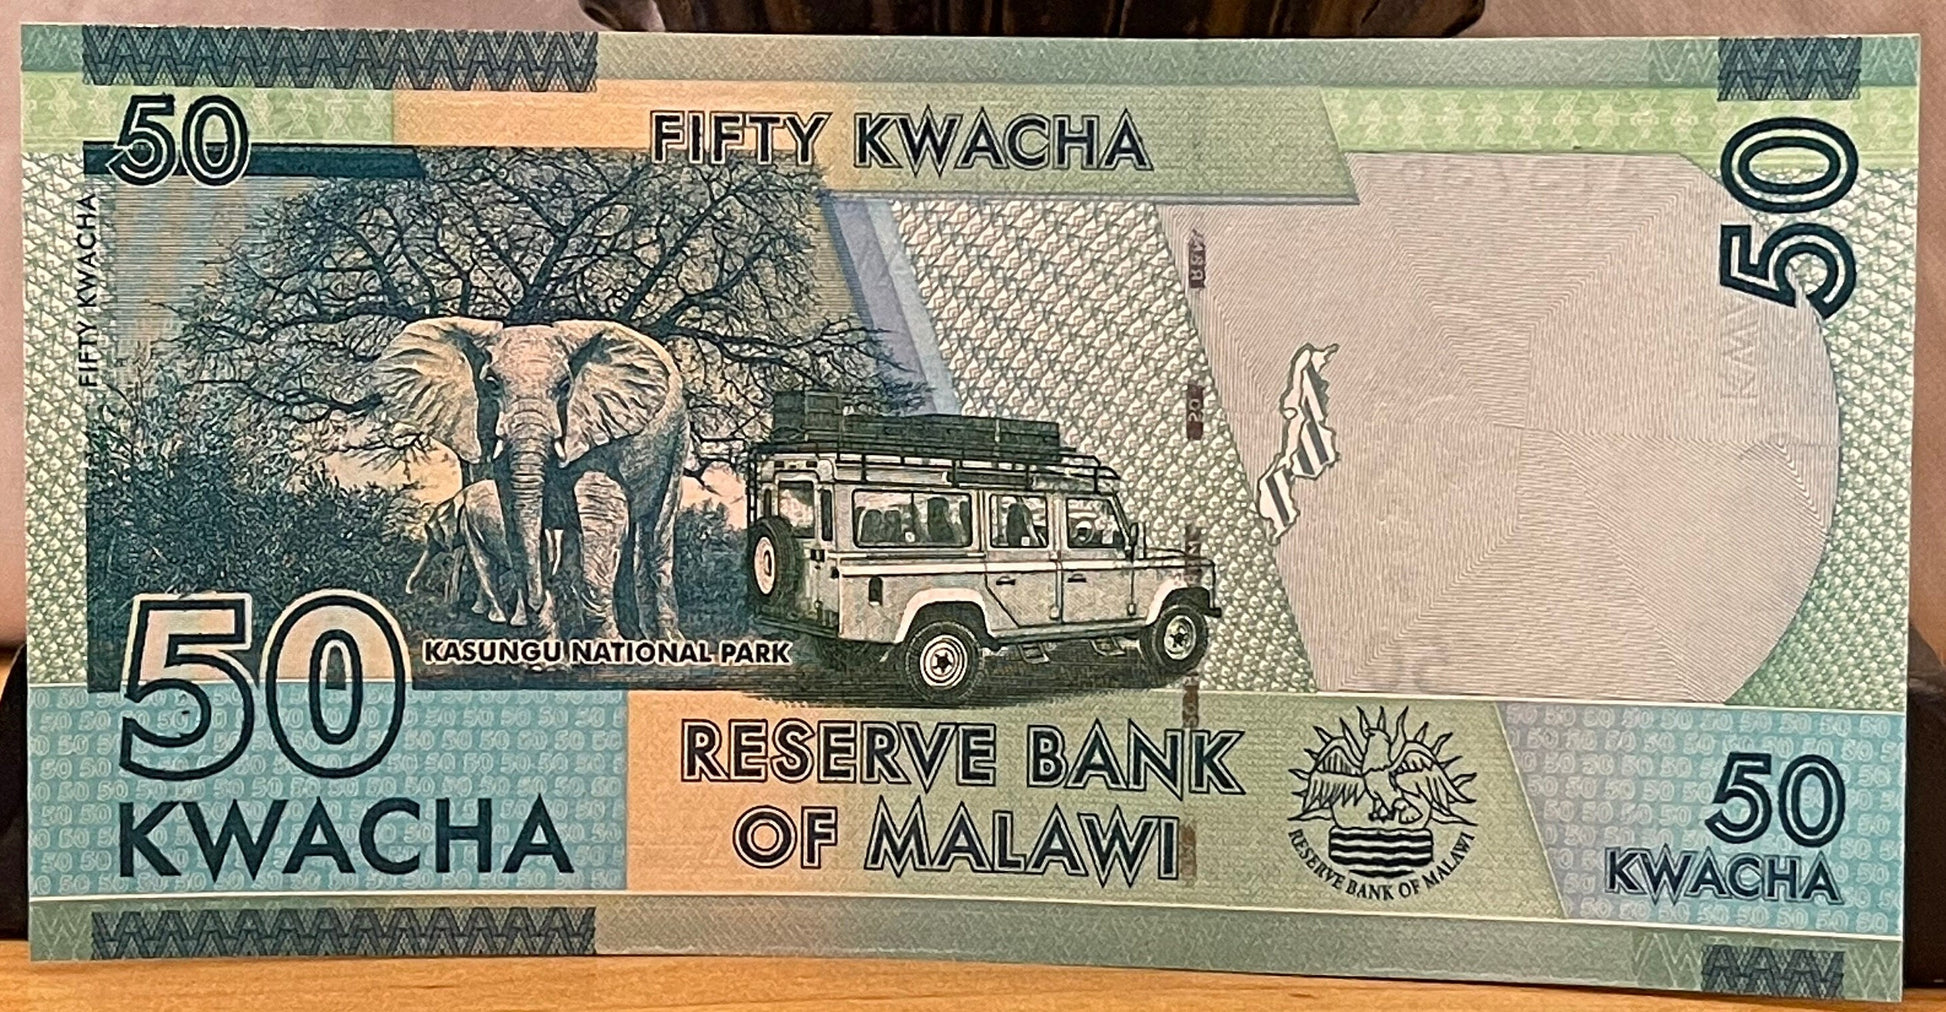 50
FIFTY KWACHA
50
FIFTY KWACHA
KASUNGU NATIONAL PARK
50
KWACHA
RESERVE BANK
OF MALAWI
RESERVE BANK OF MALAWI
50
KWACHA